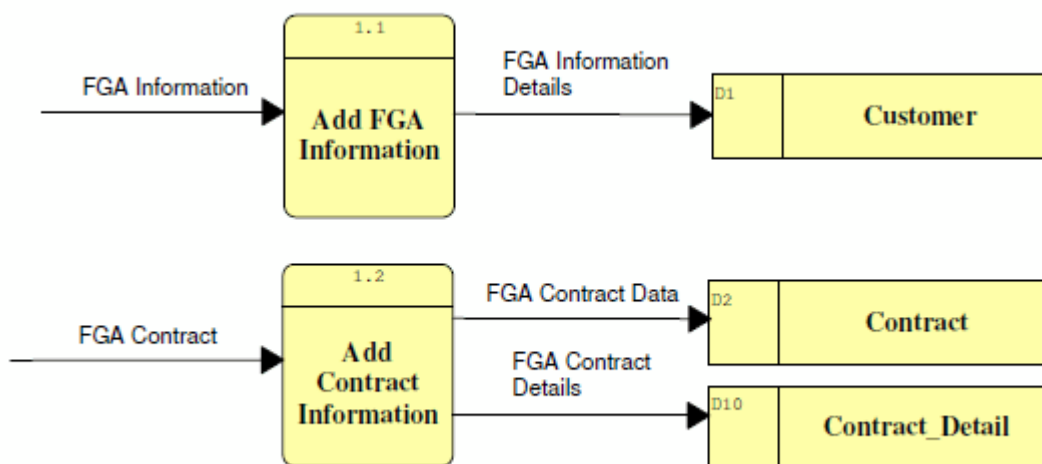 1.1
FGA Information
Add FGA
Information
FGA Information
Details
D1
Customer
1.2
FGA Contract
Add
Contract
Information
FGA Contract Data
D2
Contract
FGA Contract
Details
D10
Contract_Detail